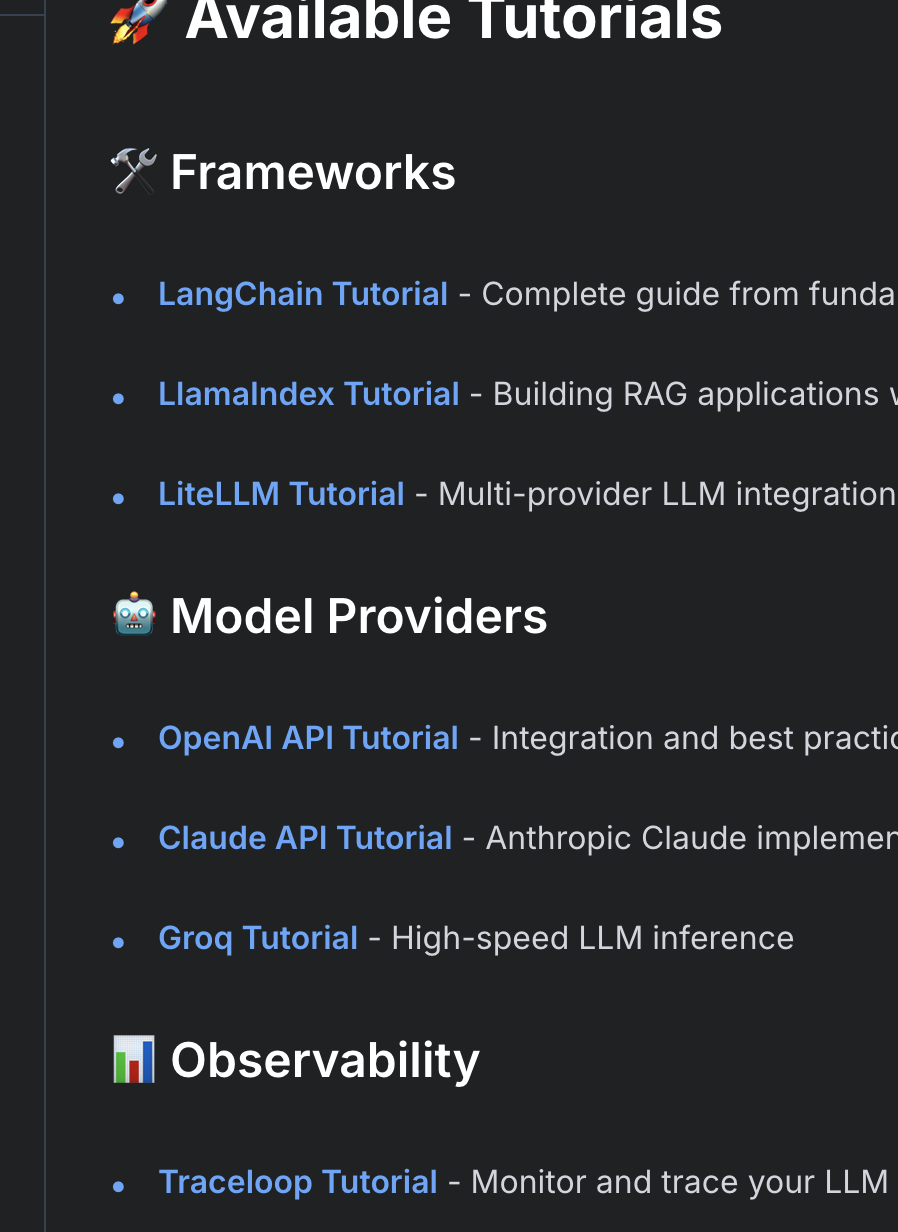 🚀 Available Tutorials
🛠️ Frameworks
• LangChain Tutorial - Complete guide from funda
• LlamaIndex Tutorial - Building RAG applications
• LiteLLM Tutorial - Multi-provider LLM integration
🤖 Model Providers
• OpenAI API Tutorial - Integration and best practic
• Claude API Tutorial - Anthropic Claude implemen
• Groq Tutorial - High-speed LLM inference
📊 Observability
• Traceloop Tutorial - Monitor and trace your LLM